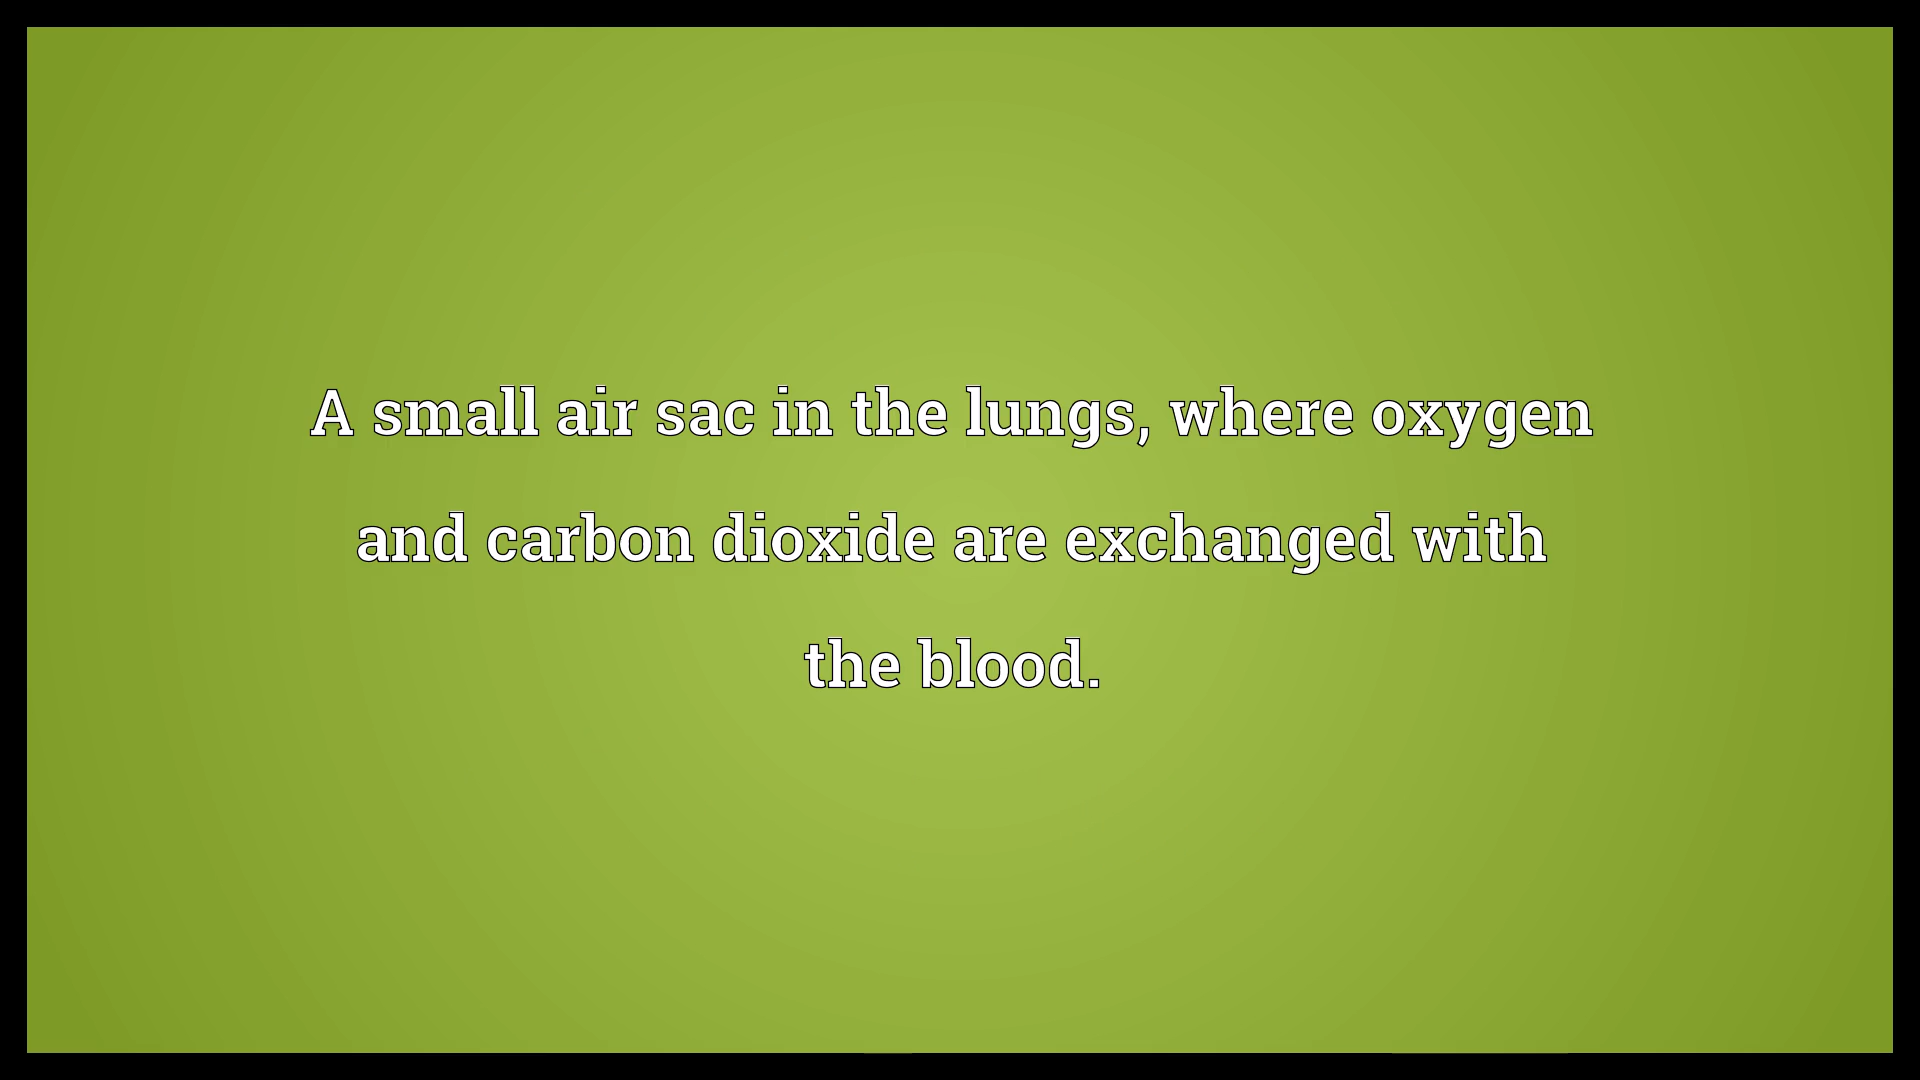 A small air sac in the lungs, where oxygen
and carbon dioxide are exchanged with
the blood.